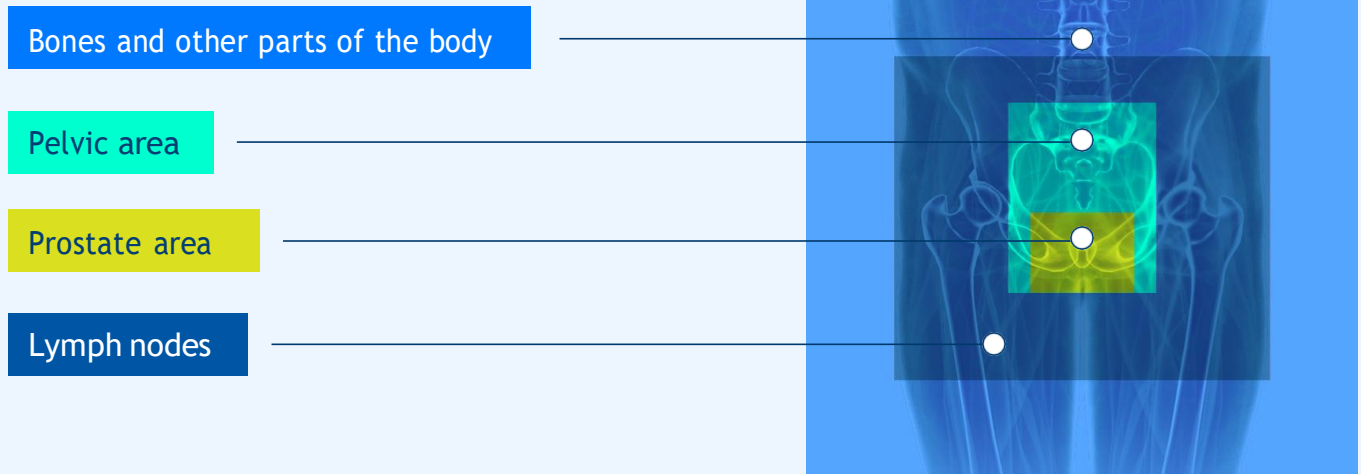 Bones and other parts of the body
Pelvic area
Prostate area
Lymph nodes